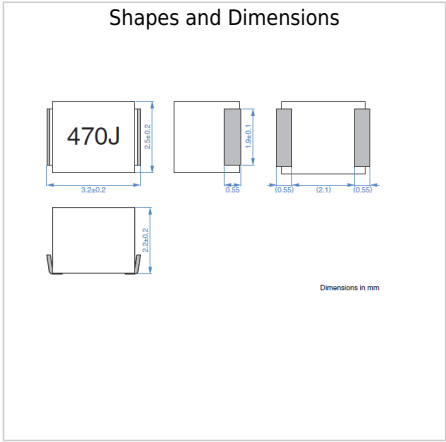 Shapes and Dimensions
470J
2.5±0.2
3.2±0.2
1.9±0.1
0.55
(0.55)
(2.1)
(0.55)
2.2±0.2
Dimensions in mm